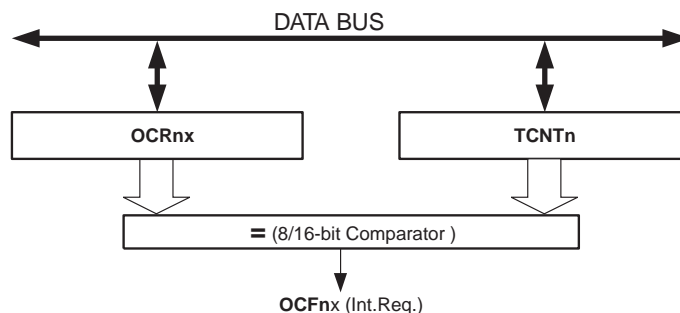 DATA BUS
OCRnx
TCNTn
= (8/16-bit Comparator )
OCFnx (Int.Req.)